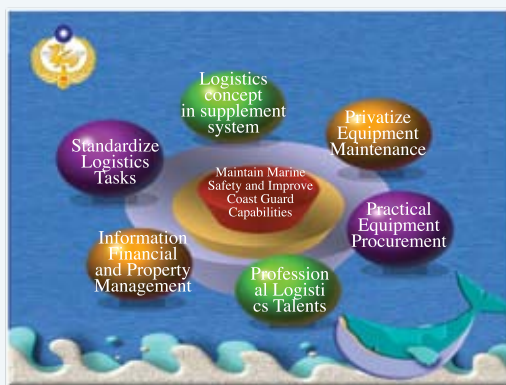 Logistics
concept
in supplement
system
Privatize
Equipment
Maintenance
Standardize
Logistics
Tasks
Maintain Marine
Safety and Improve
Coast Guard
Capabilities
Practical
Equipment
Procurement
Information
Financial
and Property
Management
Profession
al Logisti
cs Talents